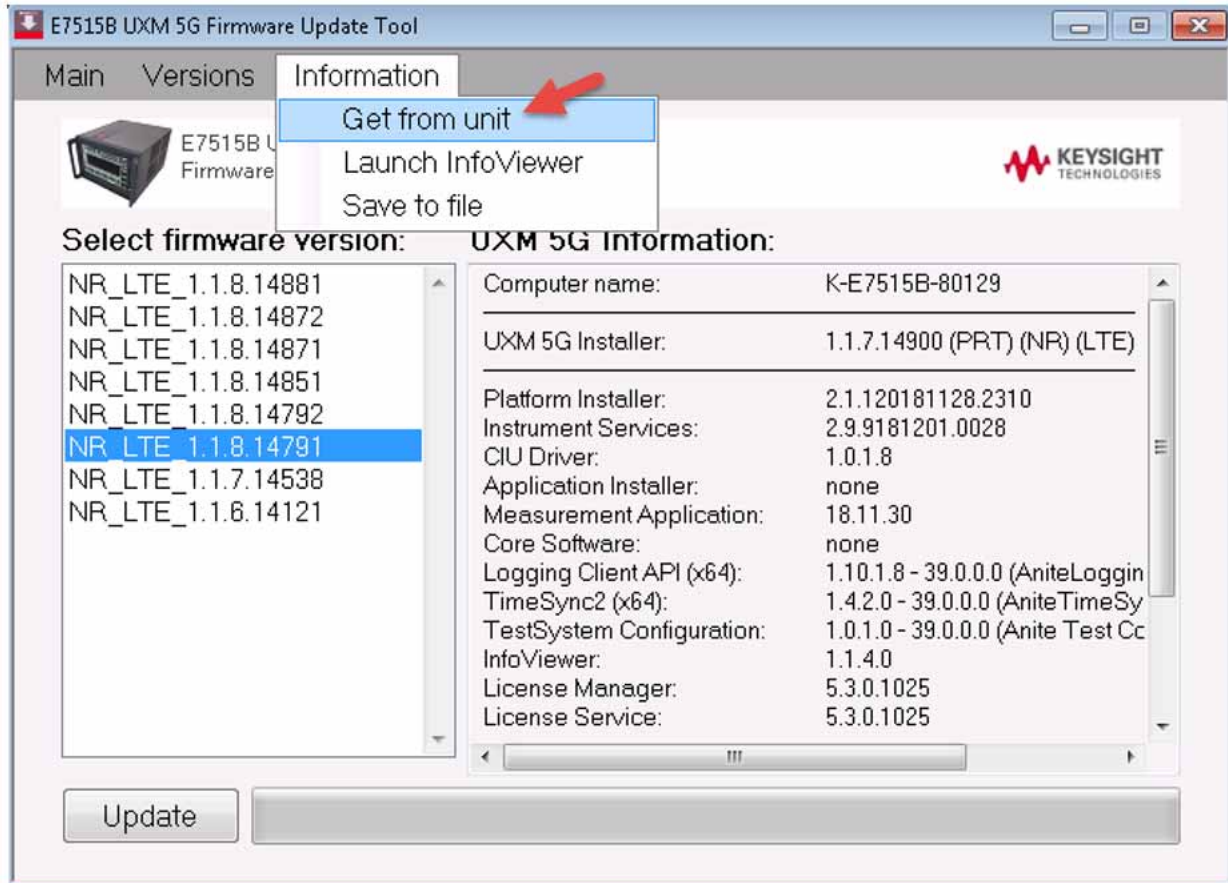 E7515B UXM 5G Firmware Update Tool
Main Versions Information
Get from unit
Launch InfoViewer
Save to file
E7515B U
Firmware
KEYSIGHT
TECHNOLOGIES
Select firmware version:
NR_LTE_1.1.8.14881
NR_LTE_1.1.8.14872
NR_LTE_1.1.8.14871
NR_LTE_1.1.8.14851
NR_LTE_1.1.8.14792
NR_LTE_1.1.8.14791
NR_LTE_1.1.7.14538
NR_LTE_1.1.6.14121
UXM 5G Information:
Computer name: K-E7515B-80129
UXM 5G Installer: 1.1.7.14900 (PRT) (NR) (LTE)
Platform Installer: 2.1.120181128.2310
Instrument Services: 2.9.9181201.0028
CIU Driver: 1.0.1.8
Application Installer: none
Measurement Application: 18.11.30
Core Software: none
Logging Client API (x64): 1.10.1.8 - 39.0.0.0 (AniteLoggin
TimeSync2 (x64): 1.4.2.0 - 39.0.0.0 (AniteTimeSy
TestSystem Configuration: 1.0.1.0 - 39.0.0.0 (Anite Test Cc
InfoViewer: 1.1.4.0
License Manager: 5.3.0.1025
License Service: 5.3.0.1025
Update